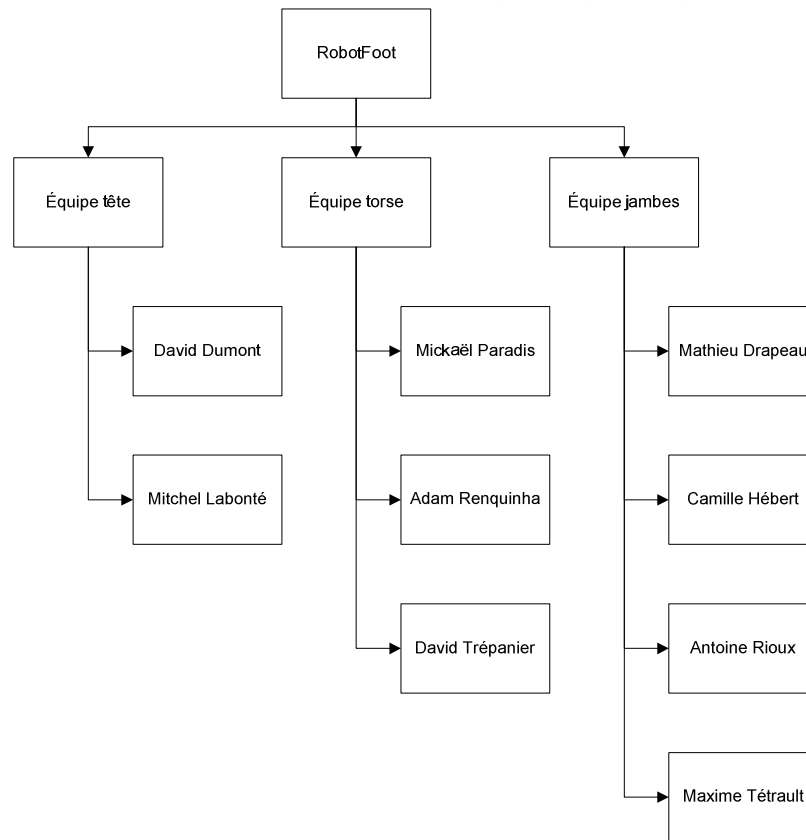 RobotFoot
Équipe tête
Équipe torse
Équipe jambes
David Dumont
Mickaël Paradis
Mathieu Drapeau
Mitchel Labonté
Adam Renquinha
Camille Hébert
David Trépanier
Antoine Rioux
Maxime Tétrault